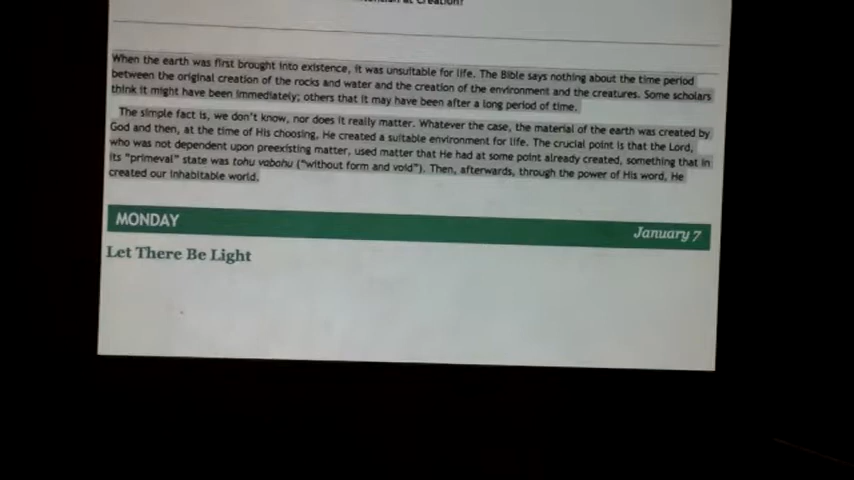 at Creation?
When the earth was first brought into existence, it was unsuitable for life. The Bible says nothing about the time period
between the original creation of the rocks and water and the creation of the environment and the creatures. Some scholars
think it might have been immediately; others that it may have been after a long period of time.
The simple fact is, we don't know, nor does it really matter. Whatever the case, the material of the earth was created by
God and then, at the time of His choosing, He created a suitable environment for life. The crucial point is that the Lord,
who was not dependent upon preexisting matter, used matter that He had at some point already created, something that in
its "primeval" state was tohu vabohu ("without form and void"). Then, afterwards, through the power of His word, He
created our inhabitable world.
MONDAY
January 7
Let There Be Light